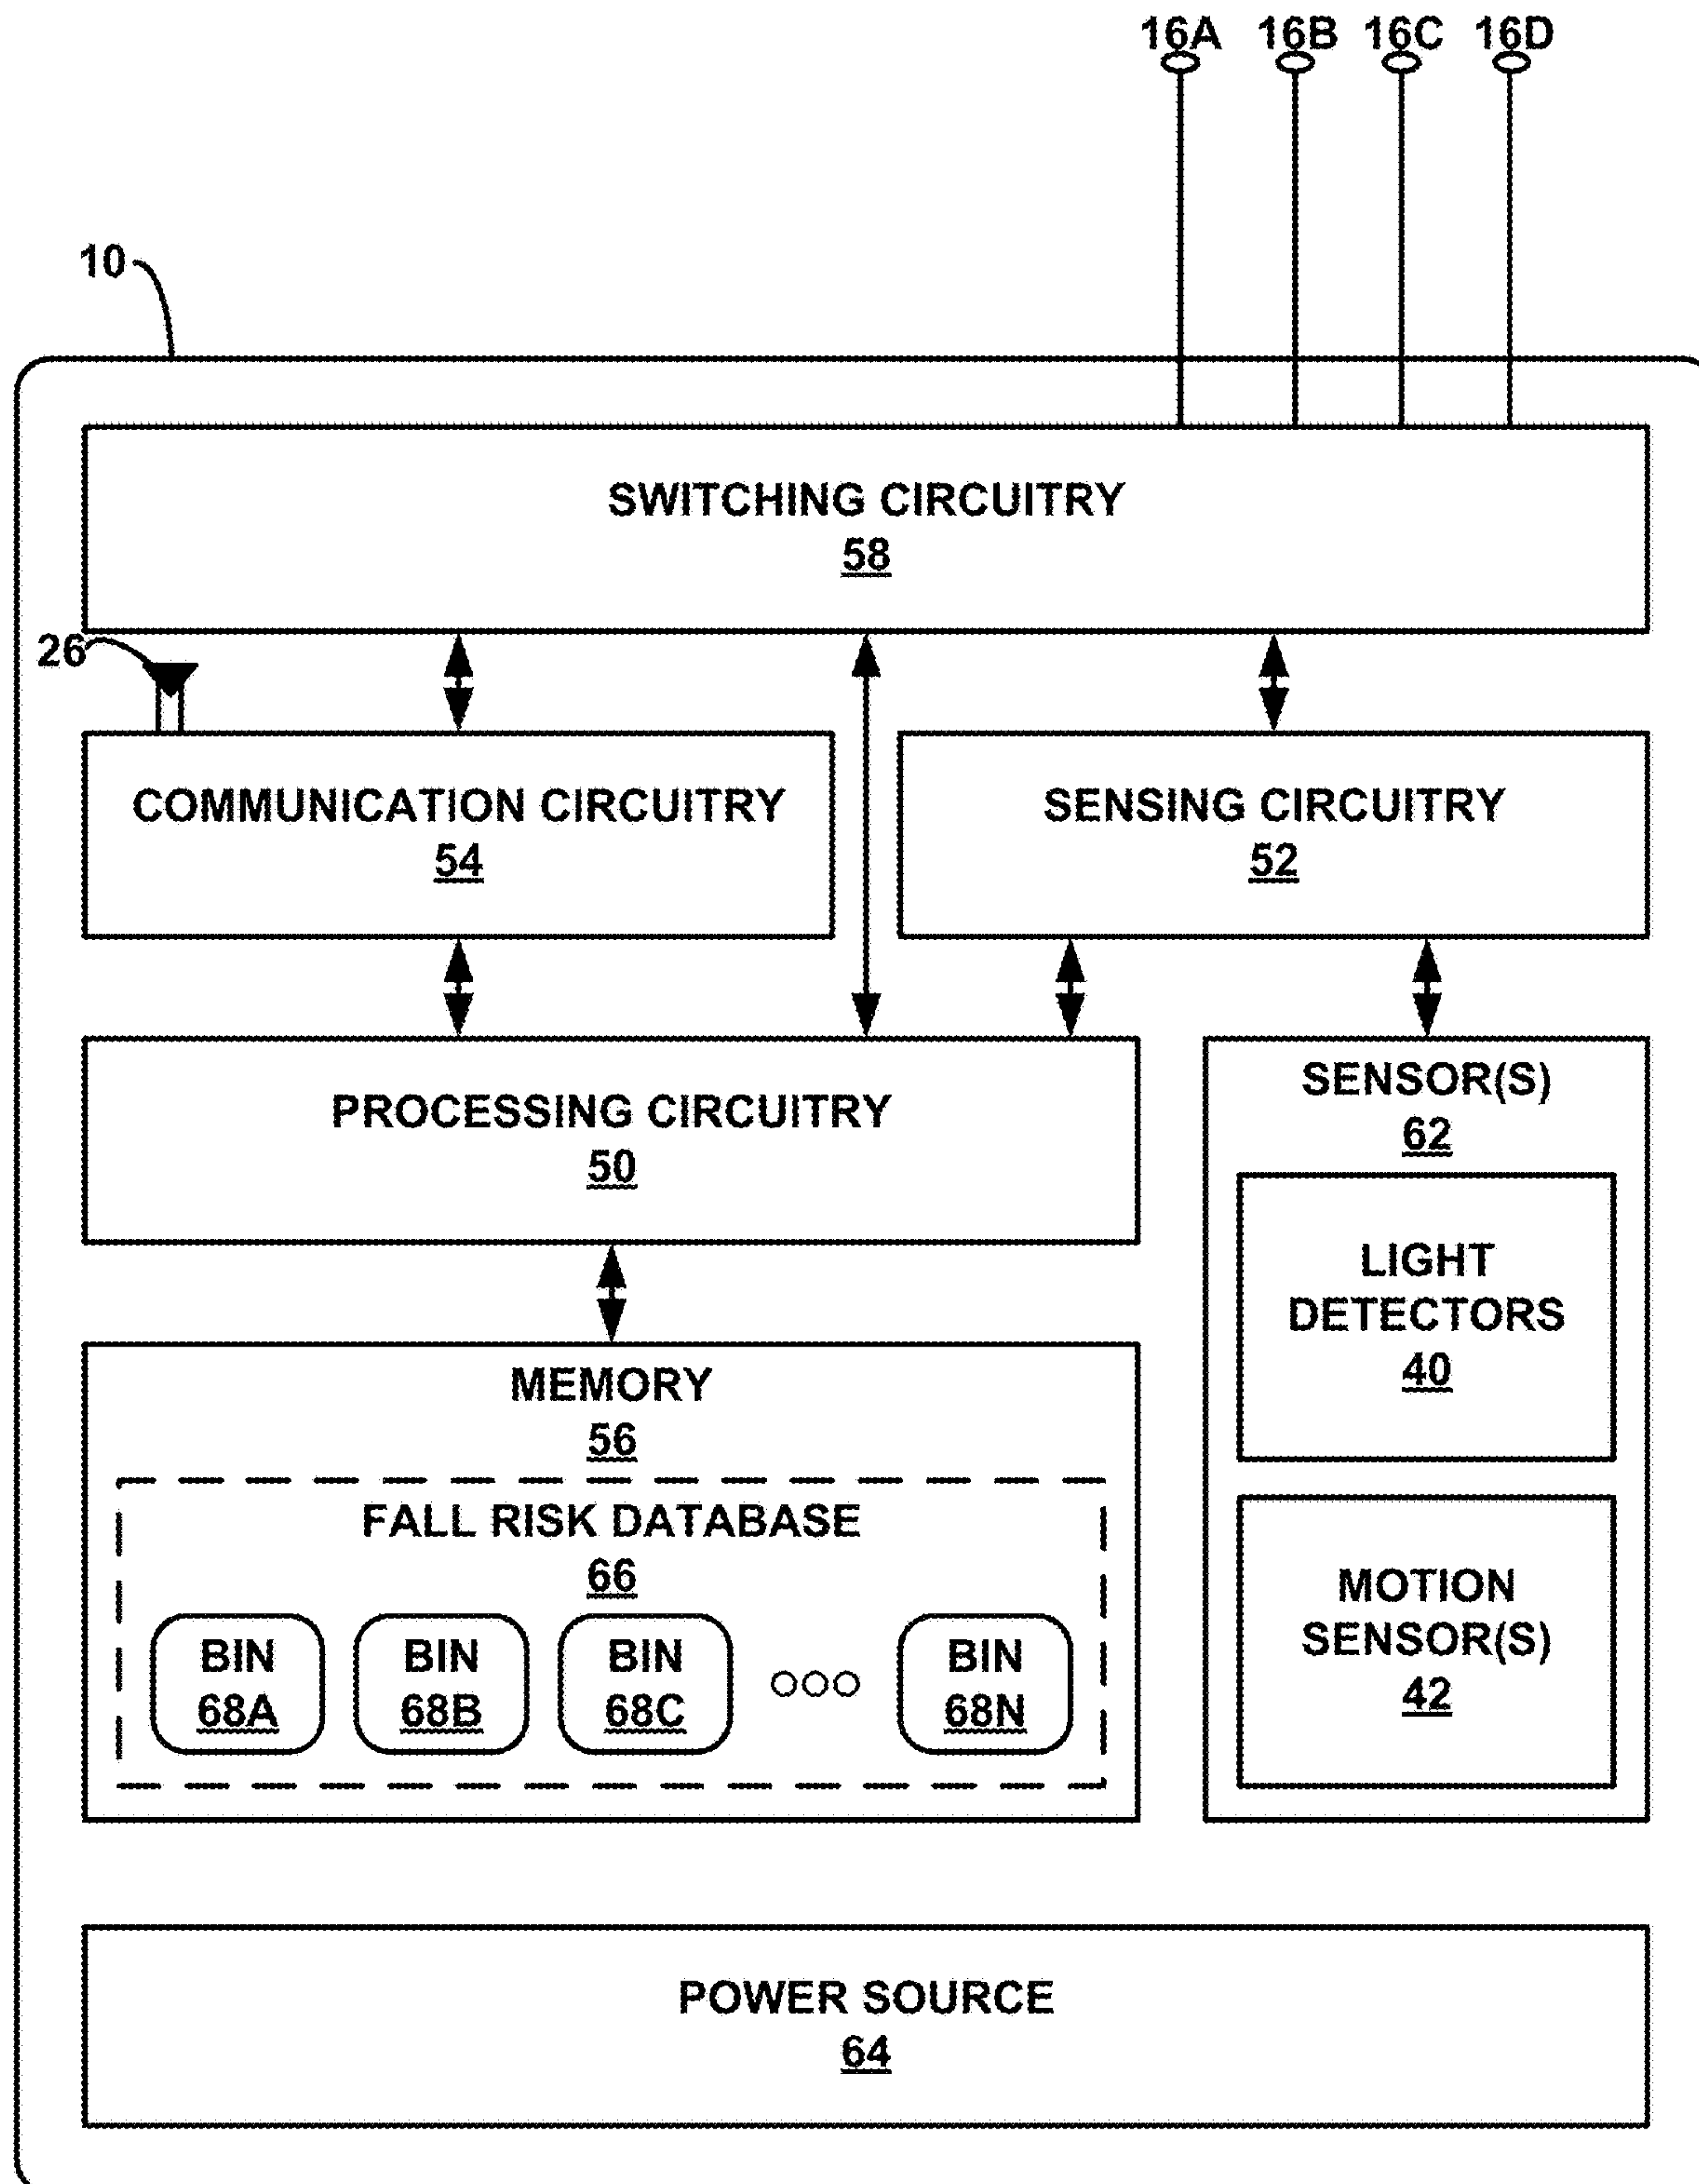 16A 16B 16C 16D
10
SWITCHING CIRCUITRY
58
26
COMMUNICATION CIRCUITRY
54
SENSING CIRCUITRY
52
PROCESSING CIRCUITRY
50
SENSOR(S)
62
LIGHT
DETECTORS
40
MOTION
SENSOR(S)
42
MEMORY
56
FALL RISK DATABASE
66
BIN
68A
BIN
68B
BIN
68C
BIN
68N
POWER SOURCE
64